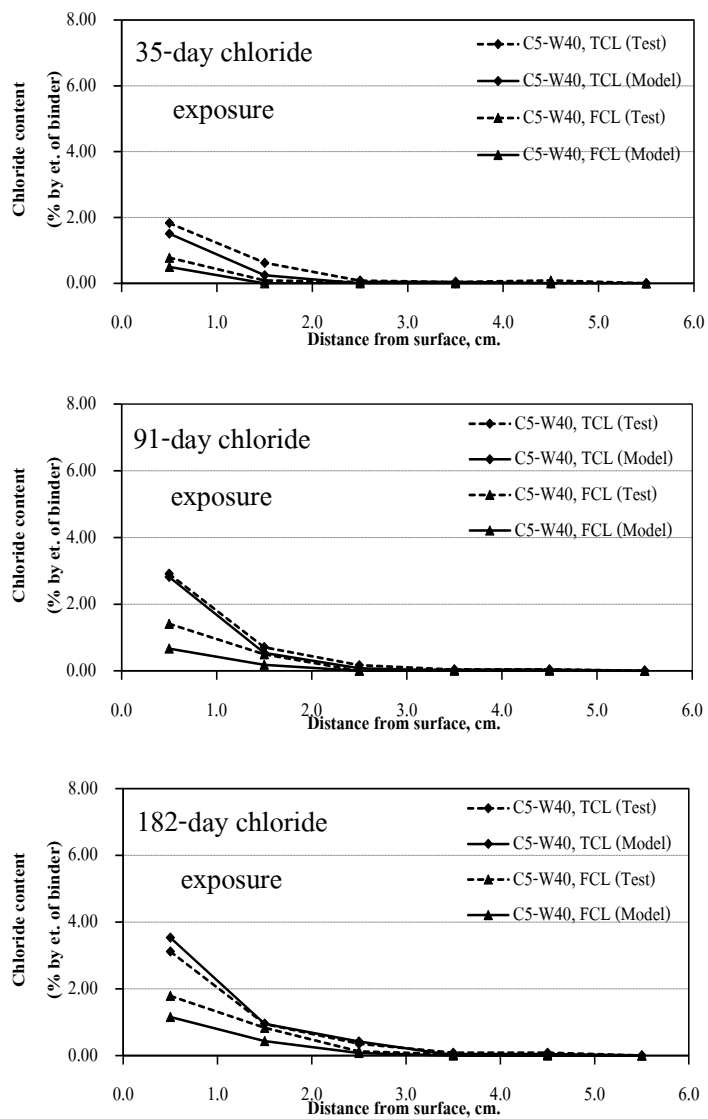 8.00
35-day chloride
exposure
C5-W40, TCL (Test)
C5-W40, TCL (Model)
C5-W40, FCL (Test)
C5-W40, FCL (Model)
6.00
4.00
2.00
0.00
Chloride content
(% by et. of binder)
0.0 1.0 2.0 3.0 4.0 5.0 6.0
Distance from surface, cm.
8.00
91-day chloride
exposure
C5-W40, TCL (Test)
C5-W40, TCL (Model)
C5-W40, FCL (Test)
C5-W40, FCL (Model)
6.00
4.00
2.00
0.00
Chloride content
(% by et. of binder)
0.0 1.0 2.0 3.0 4.0 5.0 6.0
Distance from surface, cm.
8.00
182-day chloride
exposure
C5-W40, TCL (Test)
C5-W40, TCL (Model)
C5-W40, FCL (Test)
C5-W40, FCL (Model)
6.00
4.00
2.00
0.00
Chloride content
(% by et. of binder)
0.0 1.0 2.0 3.0 4.0 5.0 6.0
Distance from surface, cm.